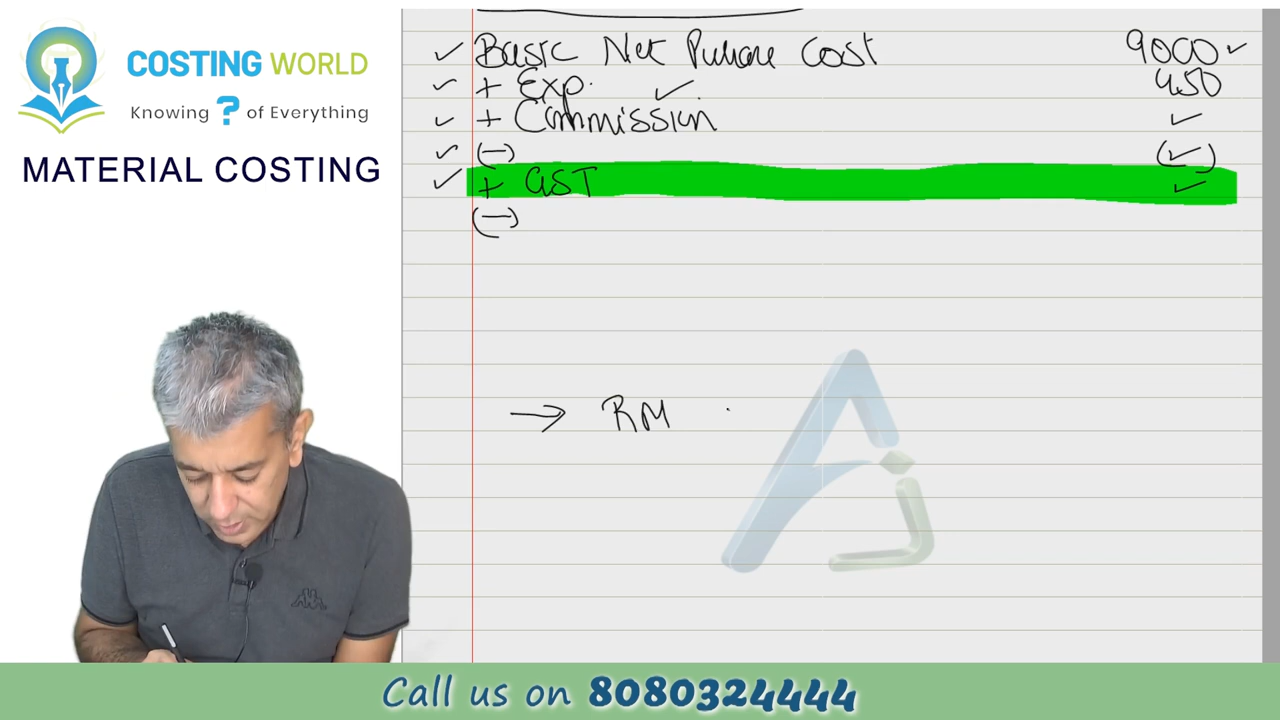 COSTING WORLD
Knowing ? of Everything
MATERIAL COSTING
✓ Basic Net Purchase Cost 9000 ✓
✓ + Exp. ✓ 450
✓ + Commission ✓
✓ (-) (✓)
✓ + GST ✓
(-)
→ RM
Call us on 8080324444